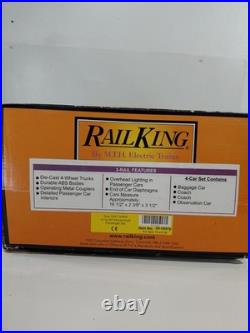 RAILKING
By M.T.H. Electric Trains
3-RAIL FEATURES
• Die-Cast 4-Wheel Trucks
• Durable ABS Bodies
• Operating Metal Couplers
• Detailed Passenger Car
Interiors
• Overhead Lighting in
Passenger Cars
• End of Car Diaphragms
• Cars Measure
Approximately
16 1/2" x 2 3/8" x 3 1/2"
4-Car Set Contains
• Baggage Car
• Coach
• Coach
• Observation Car
www.railking.com